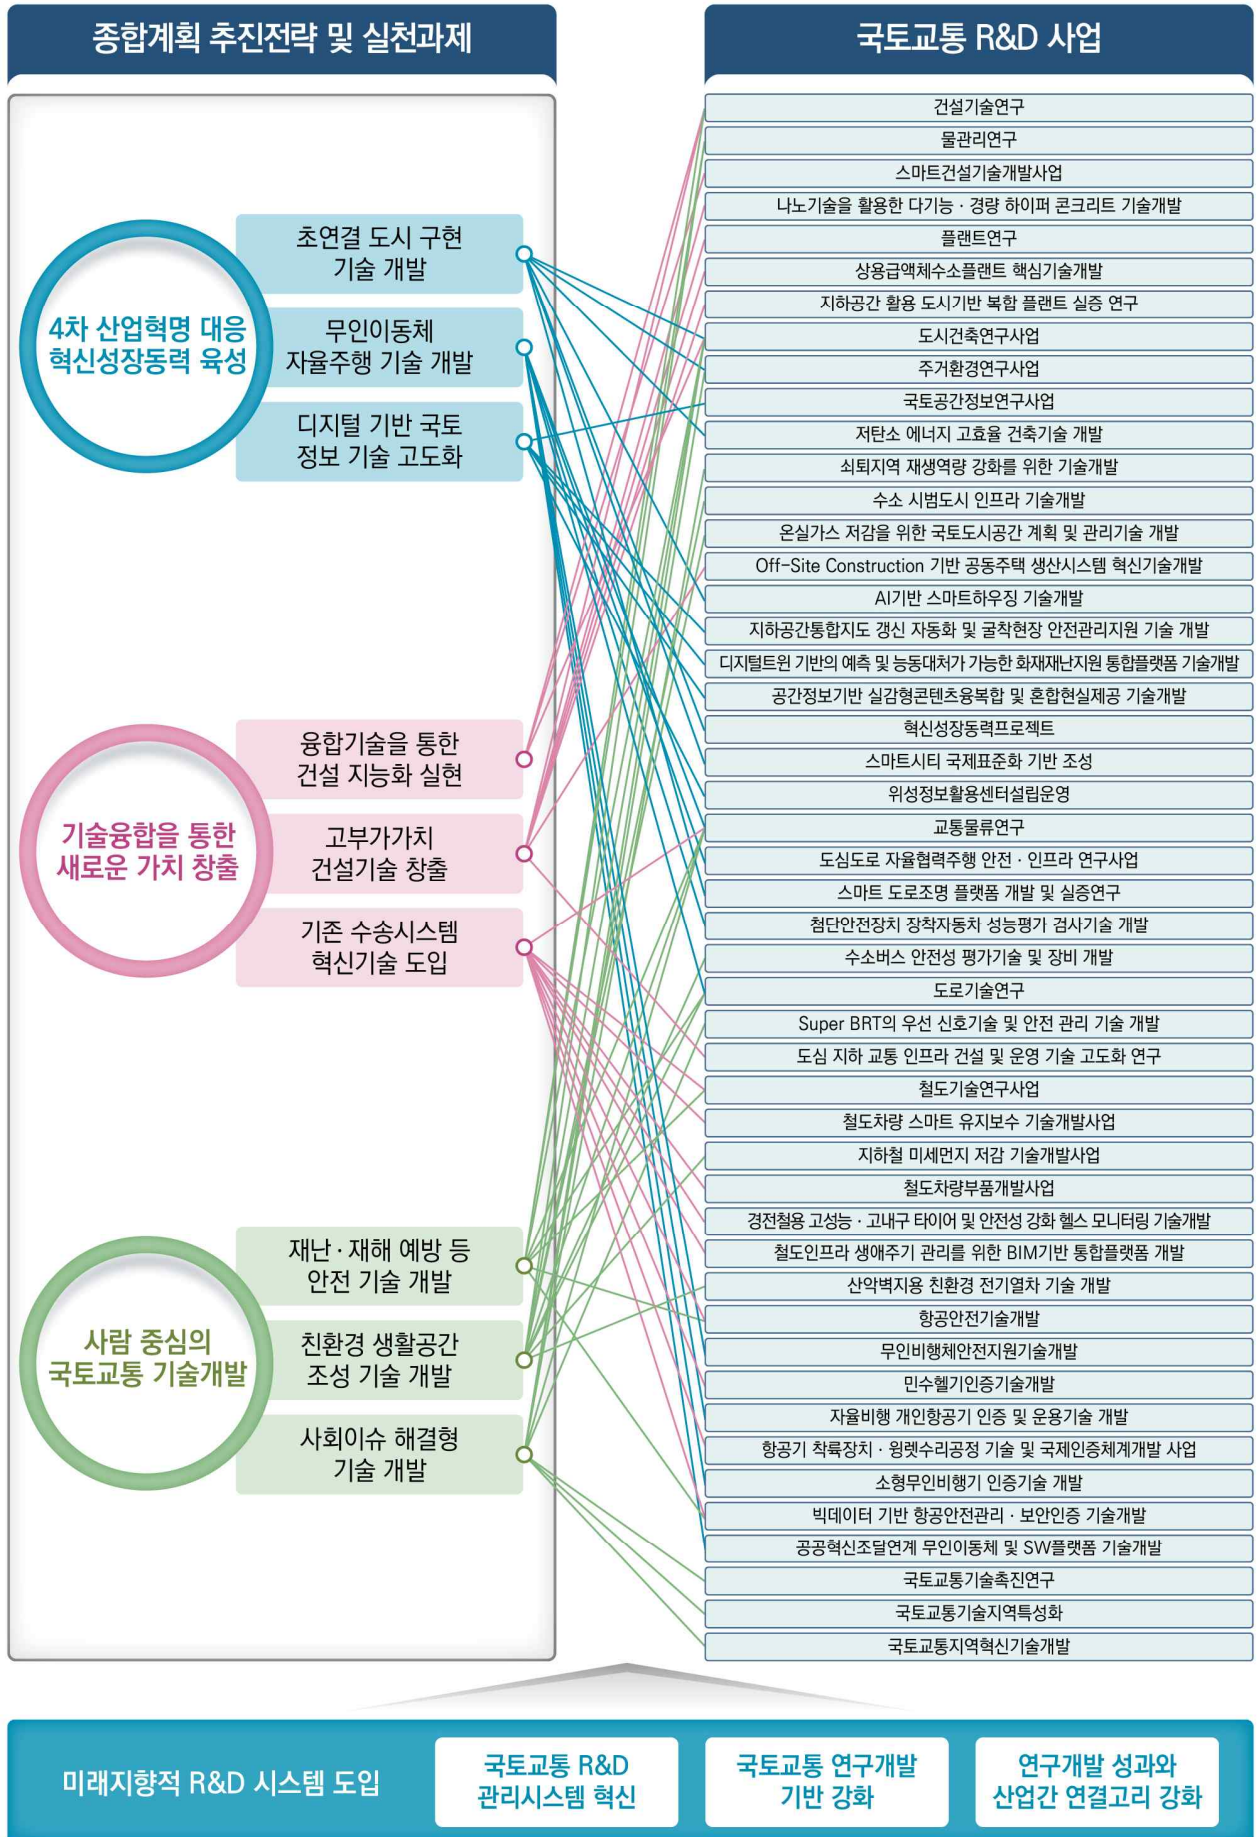 종합계획 추진전략 및 실천과제
4차 산업혁명 대응
혁신성장동력 육성
초연결 도시 구현
기술 개발
무인이동체
자율주행 기술 개발
디지털 기반 국토
정보 기술 고도화
기술융합을 통한
새로운 가치 창출
융합기술을 통한
건설 지능화 실현
고부가가치
건설기술 창출
기존 수송시스템
혁신기술 도입
사람 중심의
국토교통 기술개발
재난 · 재해 예방 등
안전 기술 개발
친환경 생활공간
조성 기술 개발
사회이슈 해결형
기술 개발
국토교통 R&D 사업
건설기술연구
물관리연구
스마트건설기술개발사업
나노기술을 활용한 다기능 · 경량 하이퍼 콘크리트 기술개발
플랜트연구
상용급액체수소플랜트 핵심기술개발
지하공간 활용 도시기반 복합 플랜트 실증 연구
도시건축연구사업
주거환경연구사업
국토공간정보연구사업
저탄소 에너지 고효율 건축기술 개발
쇠퇴지역 재생역량 강화를 위한 기술개발
수소 시범도시 인프라 기술개발
온실가스 저감을 위한 국토도시공간 계획 및 관리기술 개발
Off-Site Construction 기반 공동주택 생산시스템 혁신기술개발
AI기반 스마트하우징 기술개발
지하공간통합지도 갱신 자동화 및 굴착현장 안전관리지원 기술 개발
디지털트윈 기반의 예측 및 능동대처가 가능한 화재재난지원 통합플랫폼 기술개발
공간정보기반 실감형콘텐츠융복합 및 혼합현실제공 기술개발
혁신성장동력프로젝트
스마트시티 국제표준화 기반 조성
위성정보활용센터설립운영
교통물류연구
도심도로 자율협력주행 안전 · 인프라 연구사업
스마트 도로조명 플랫폼 개발 및 실증연구
첨단안전장치 장착자동차 성능평가 검사기술 개발
수소버스 안전성 평가기술 및 장비 개발
도로기술연구
Super BRT의 우선 신호기술 및 안전 관리 기술 개발
도심 지하 교통 인프라 건설 및 운영 기술 고도화 연구
철도기술연구사업
철도차량 스마트 유지보수 기술개발사업
지하철 미세먼지 저감 기술개발사업
철도차량부품개발사업
경전철용 고성능 · 고내구 타이어 및 안전성 강화 헬스 모니터링 기술개발
철도인프라 생애주기 관리를 위한 BIM기반 통합플랫폼 개발
산악벽지용 친환경 전기열차 기술 개발
항공안전기술개발
무인비행체안전지원기술개발
민수헬기인증기술개발
자율비행 개인항공기 인증 및 운용기술 개발
항공기 착륙장치 · 윙렛수리공정 기술 및 국제인증체계개발 사업
소형무인비행기 인증기술 개발
빅데이터 기반 항공안전관리 · 보안인증 기술개발
공공혁신조달연계 무인이동체 및 SW플랫폼 기술개발
국토교통기술촉진연구
국토교통기술지역특성화
국토교통지역혁신기술개발
미래지향적 R&D 시스템 도입
국토교통 R&D
관리시스템 혁신
국토교통 연구개발
기반 강화
연구개발 성과와
산업간 연결고리 강화